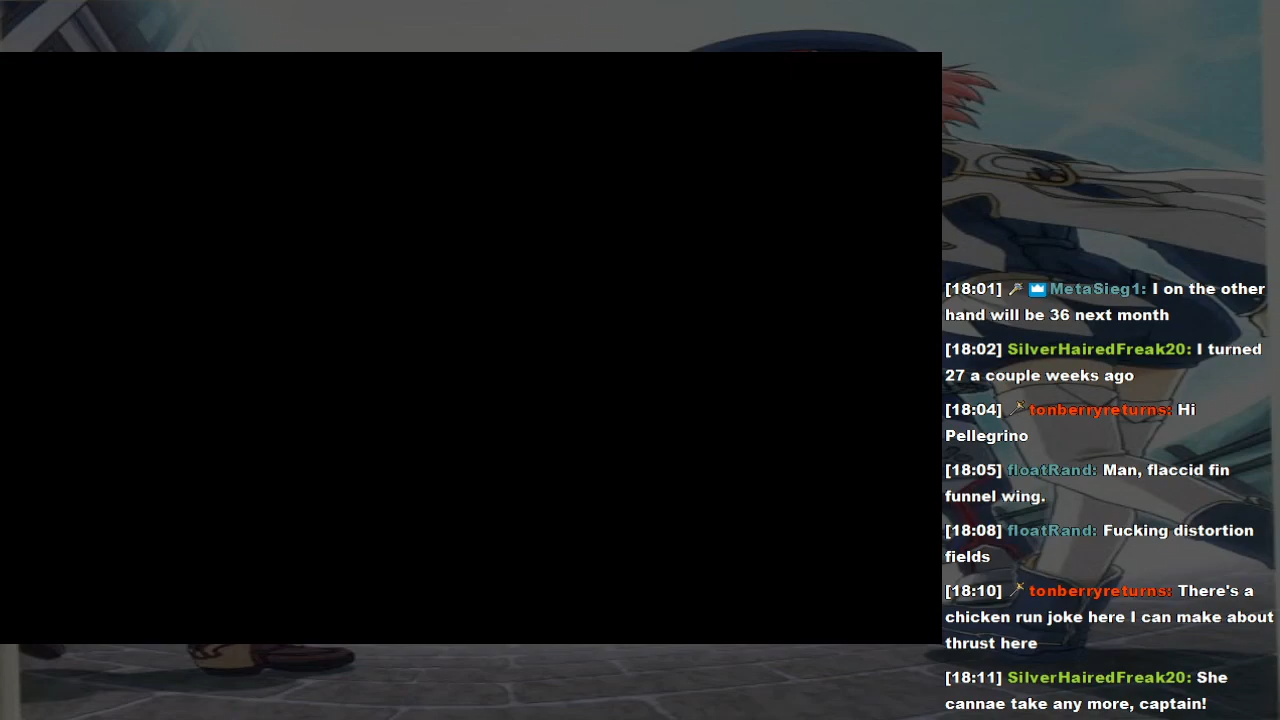 [18:01] MetaSieg1: I on the other
hand will be 36 next month
[18:02] SilverHairedFreak20: I turned
27 a couple weeks ago
[18:04] tonberryreturns: Hi
Pellegrino
[18:05] floatRand: Man, flaccid fin
funnel wing.
[18:08] floatRand: Fucking distortion
fields
[18:10] tonberryreturns: There's a
chicken run joke here I can make about
thrust here
[18:11] SilverHairedFreak20: She
cannae take any more, captain!